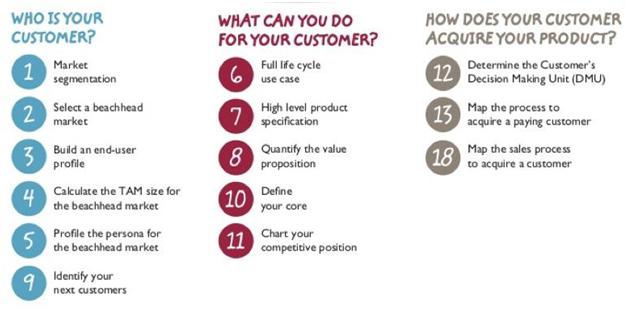 WHO IS YOUR
CUSTOMER?
1 Market
segmentation
2 Select a beachhead
market
3 Build an end-user
profile
4 Calculate the TAM size for
the beachhead market
5 Profile the persona for
the beachhead market
9 Identify your
next customers
WHAT CAN YOU DO
FOR YOUR CUSTOMER?
6 Full life cycle
use case
7 High level product
specification
8 Quantify the value
proposition
10 Define
your core
11 Chart your
competitive position
HOW DOES YOUR CUSTOMER
ACQUIRE YOUR PRODUCT?
12 Determine the Customer's
Decision Making Unit (DMU)
13 Map the process to
acquire a paying customer
18 Map the sales process
to acquire a customer